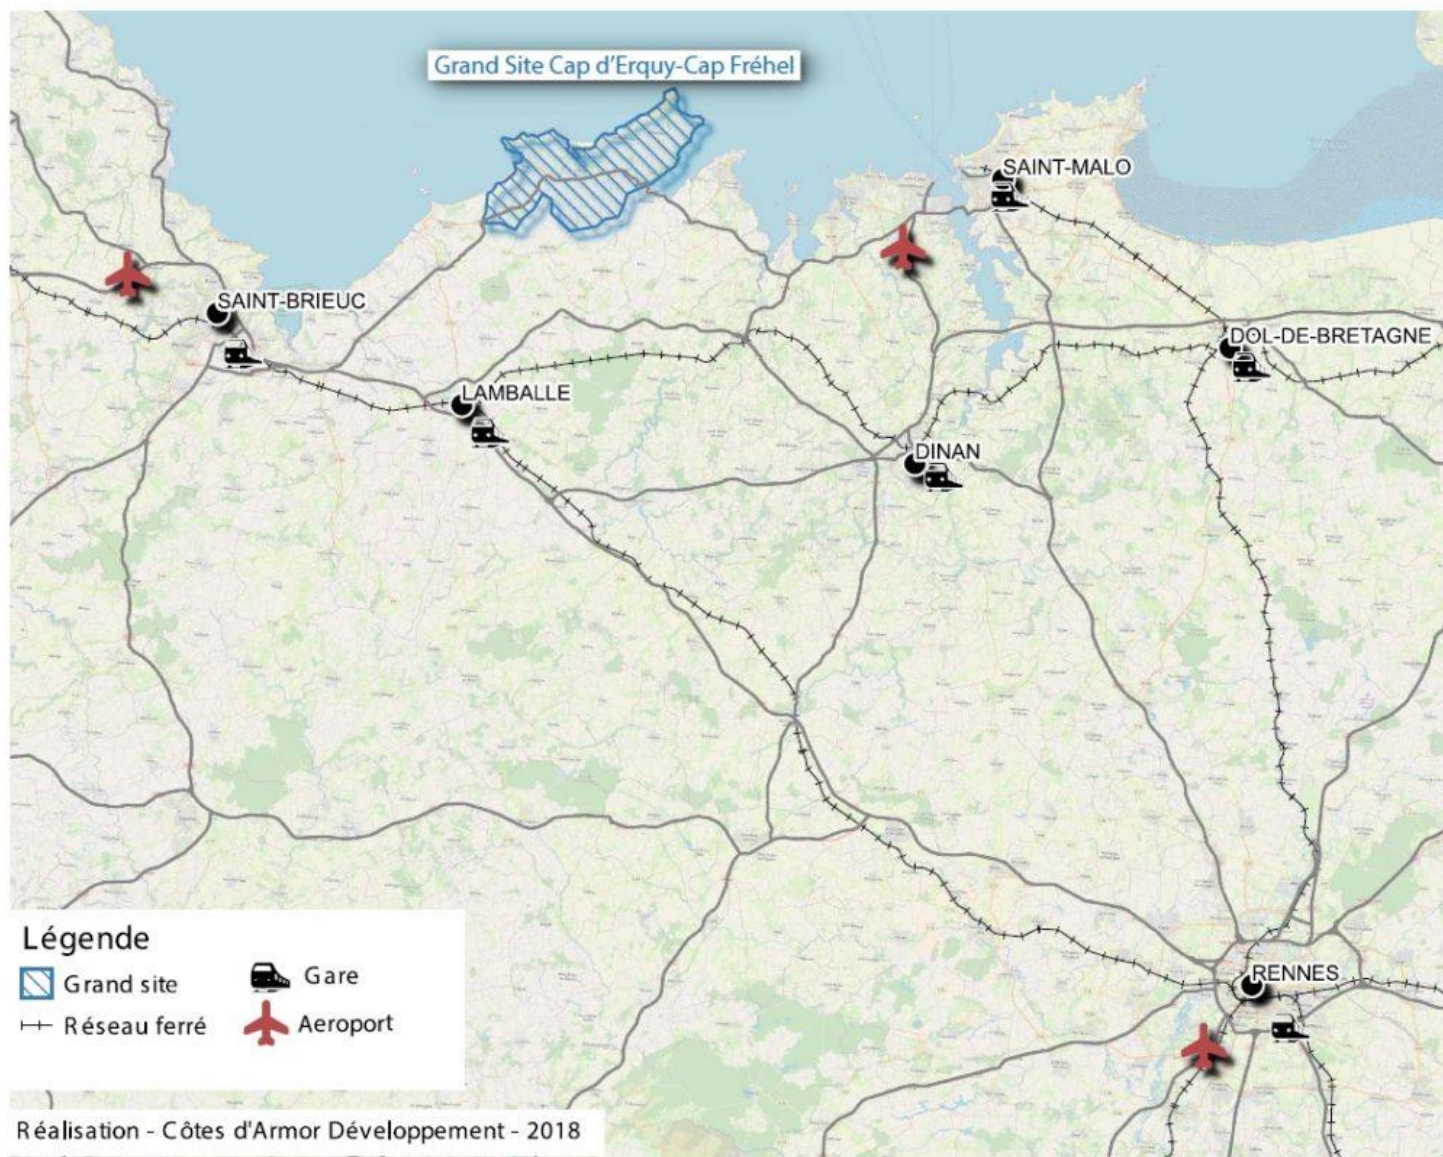 Grand Site Cap d'Erquy-Cap Fréhel
SAINT-MALO
SAINT-BRIEUC
DOL-DE-BRETAGNE
LAMBALLE
DINAN
RENNES
Légende
Grand site
Gare
Réseau ferré
Aeroport
Réalisation - Côtes d'Armor Développement - 2018